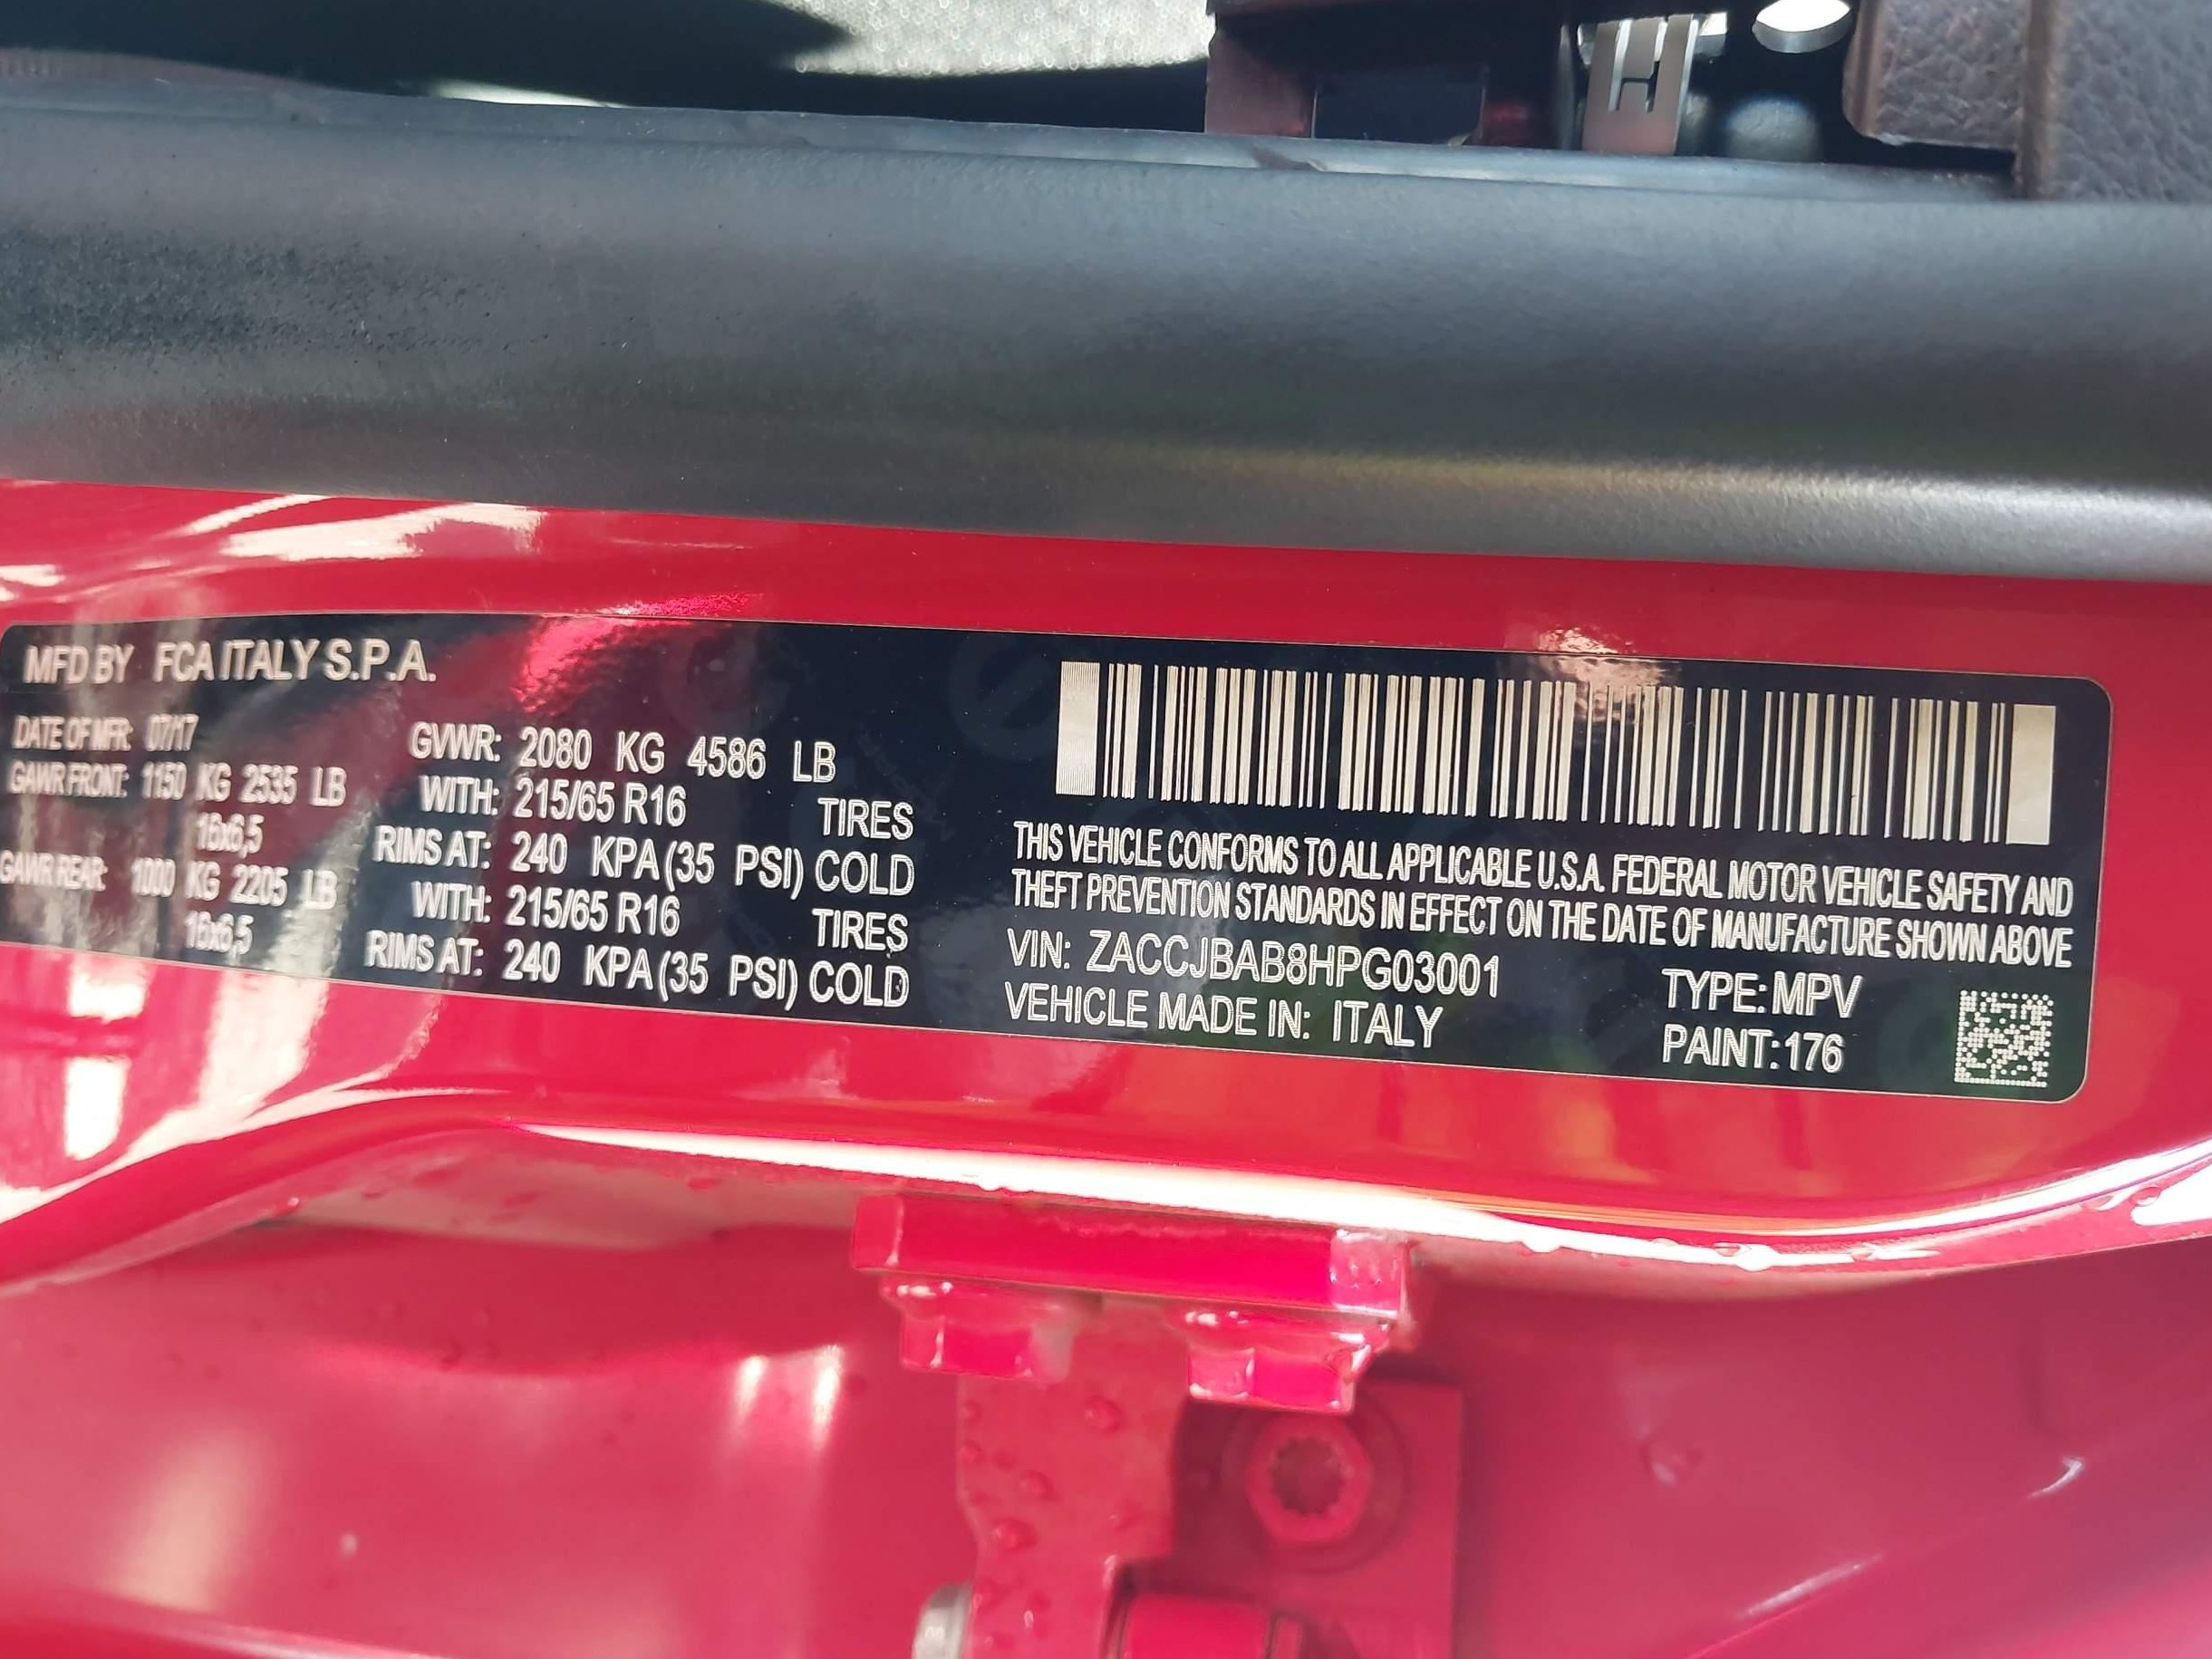 MFD BY FCA ITALY S.P.A.
DATE OF MFR: 07/17
GVWR: 2080 KG 4586 LB
GAWR FRONT: 1150 KG 2535 LB WITH: 215/65 R16 TIRES
16x6,5 RIMS AT: 240 KPA (35 PSI) COLD
GAWR REAR: 1000 KG 2205 LB WITH: 215/65 R16 TIRES
16x6,5 RIMS AT: 240 KPA (35 PSI) COLD
THIS VEHICLE CONFORMS TO ALL APPLICABLE U.S.A. FEDERAL MOTOR VEHICLE SAFETY AND
THEFT PREVENTION STANDARDS IN EFFECT ON THE DATE OF MANUFACTURE SHOWN ABOVE
VIN: ZACCJBAB8HPG03001 TYPE: MPV
VEHICLE MADE IN: ITALY PAINT: 176